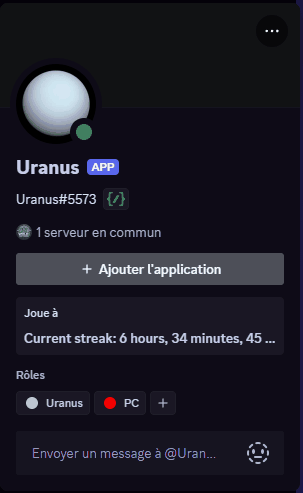 Uranus APP
Uranus#5573 {/}
1 serveur en commun
+ Ajouter l'application
Joue à
Current streak: 6 hours, 34 minutes, 45 ...
Rôles
Uranus PC +
Envoyer un message à @Uran...